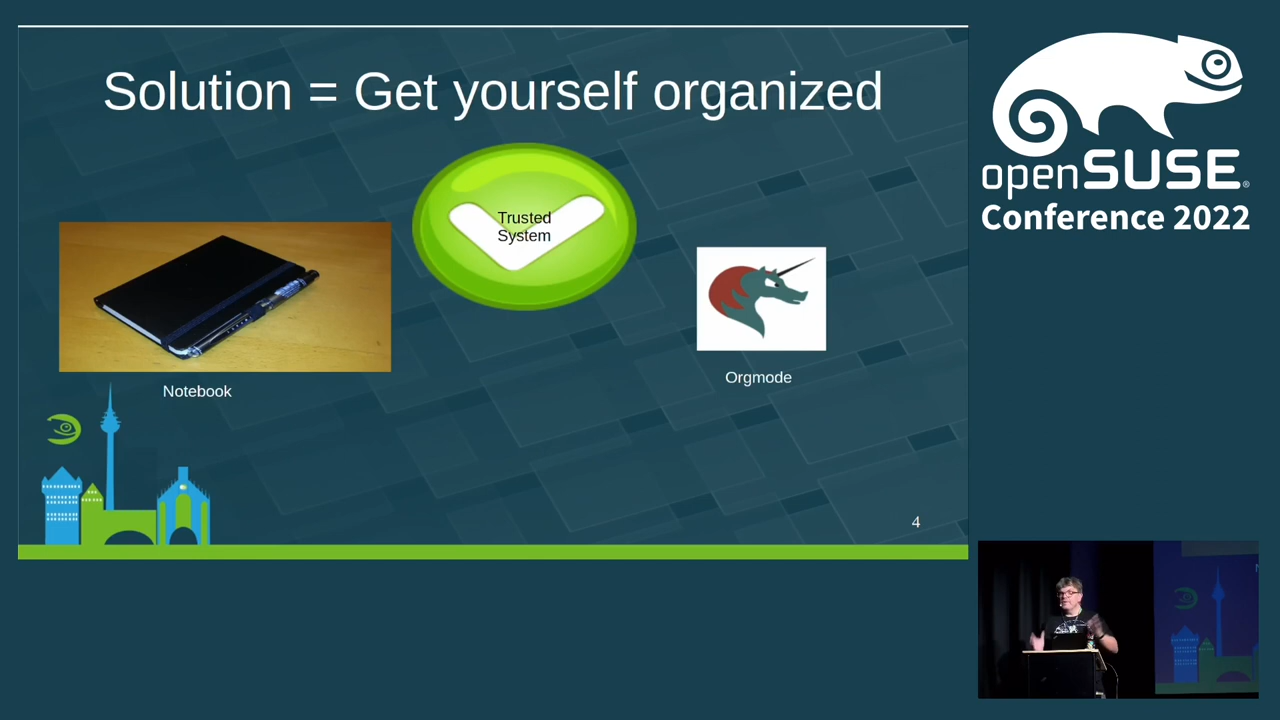 Solution = Get yourself organized
Trusted
System
Notebook
Orgmode
4
openSUSE®
Conference 2022